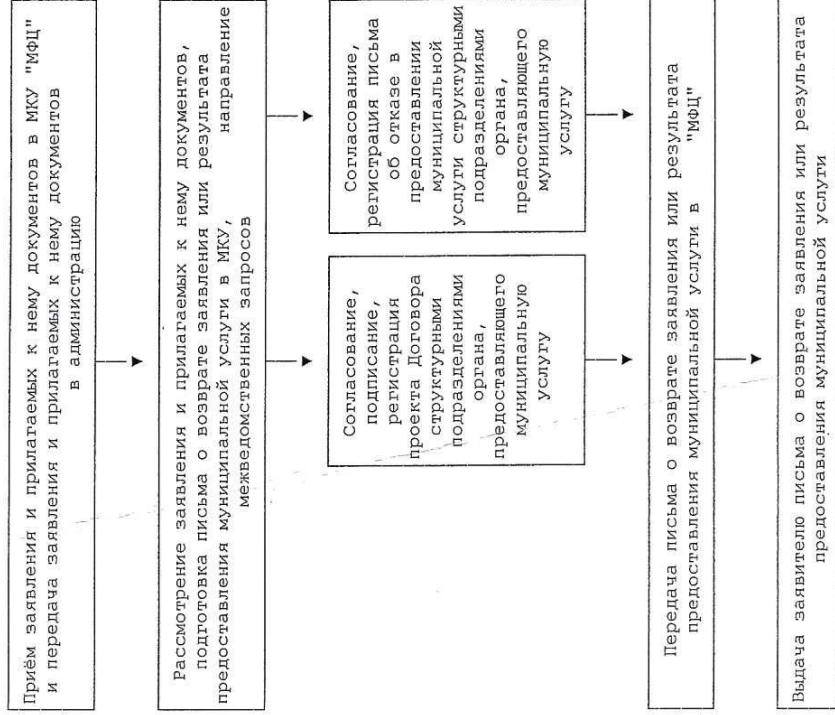 Приём заявления и прилагаемых к нему документов в МКУ "МФЦ"
и передача заявления и прилагаемых к нему документов
в администрацию
Рассмотрение заявления и прилагаемых к нему документов,
подготовка письма о возврате заявления или результата
предоставления муниципальной услуги в МКУ, направление
межведомственных запросов
Согласование,
подписание,
регистрация
проекта Договора
структурными
подразделениями
органа,
предоставляющего
муниципальную
услугу
Согласование,
регистрация письма
об отказе в
предоставлении
муниципальной
услуги структурными
подразделениями
органа,
предоставляющего
муниципальную
услугу
Передача письма о возврате заявления или результата
предоставления муниципальной услуги в "МФЦ"
Выдача заявителю письма о возврате заявления или результата
предоставления муниципальной услуги